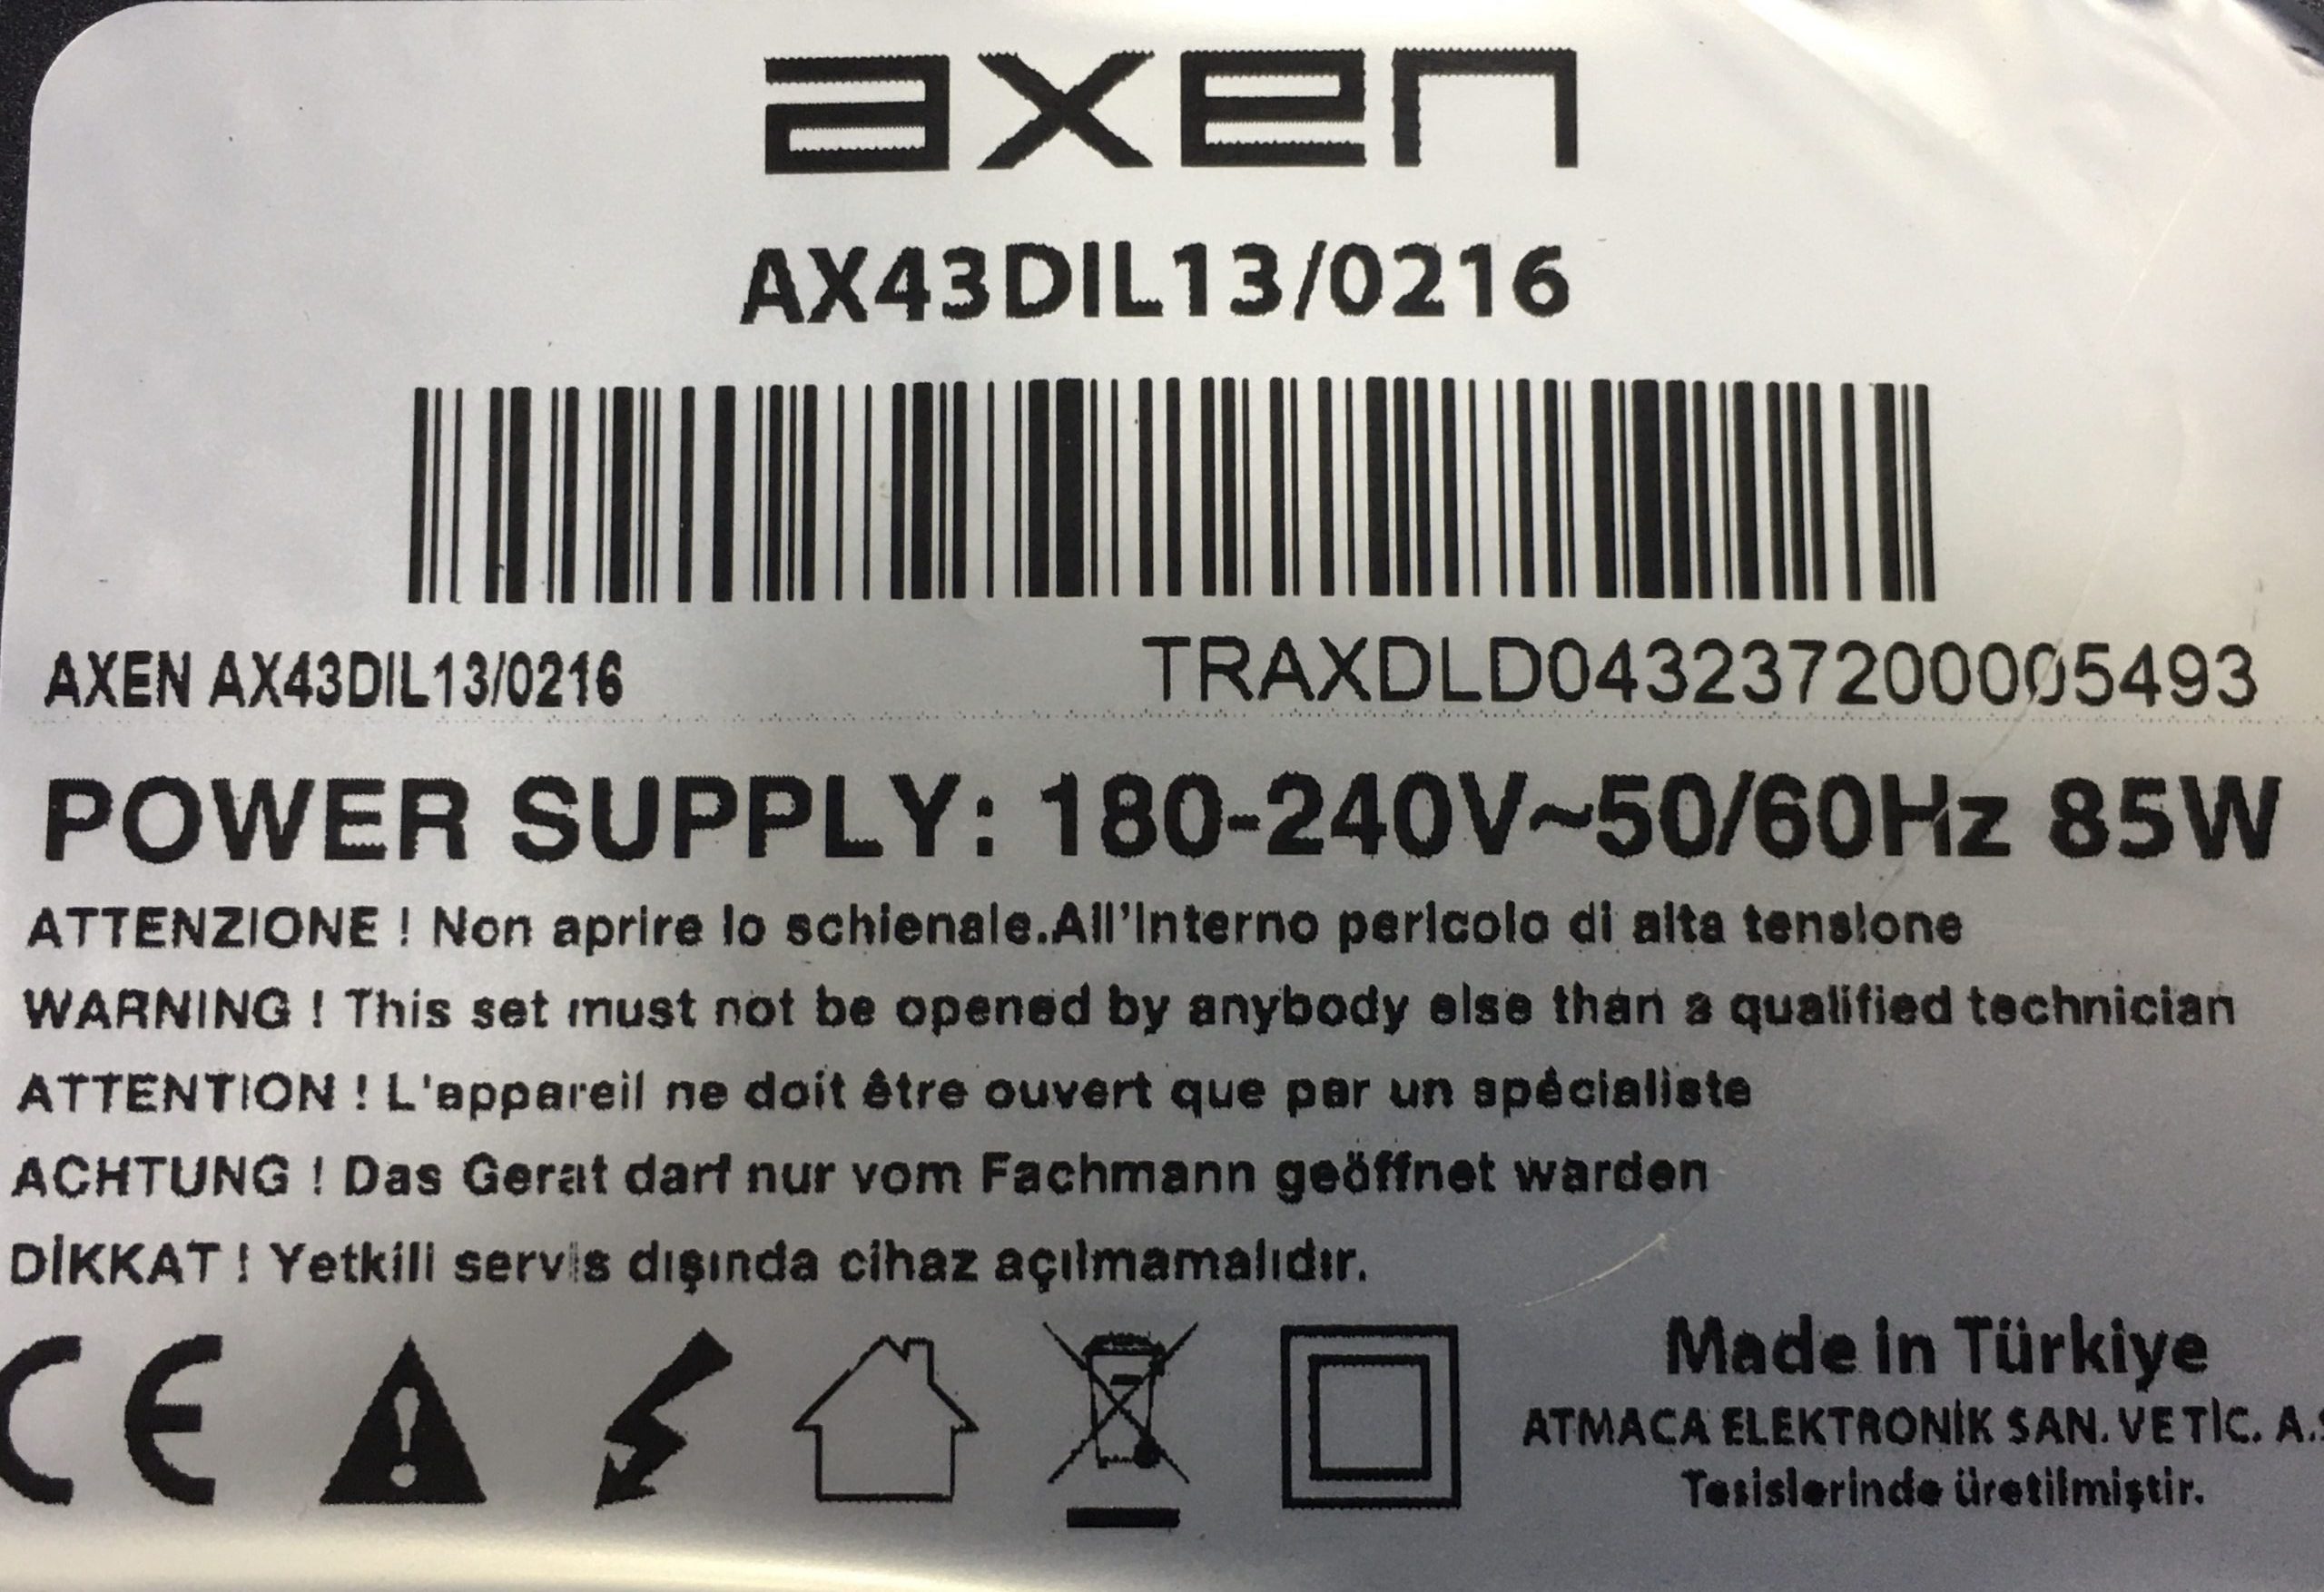 axen
AX43DIL13/0216
AXEN AX43DIL13/0216 TRAXDLD0432372000005493
POWER SUPPLY: 180-240V~50/60Hz 85W
ATTENZIONE ! Non aprire lo schienale.All'interno pericolo di alta tensione
WARNING ! This set must not be opened by anybody else than a qualified technician
ATTENTION ! L'appareil ne doit être ouvert que par un spécialiste
ACHTUNG ! Das Gerat darf nur vom Fachmann geöffnet warden
DİKKAT ! Yetkili servis dışında cihaz açılmamalıdır.
CE
Made in Türkiye
ATMACA ELEKTRONİK SAN. VE TİC. A.Ş
Tesislerinde üretilmiştir.